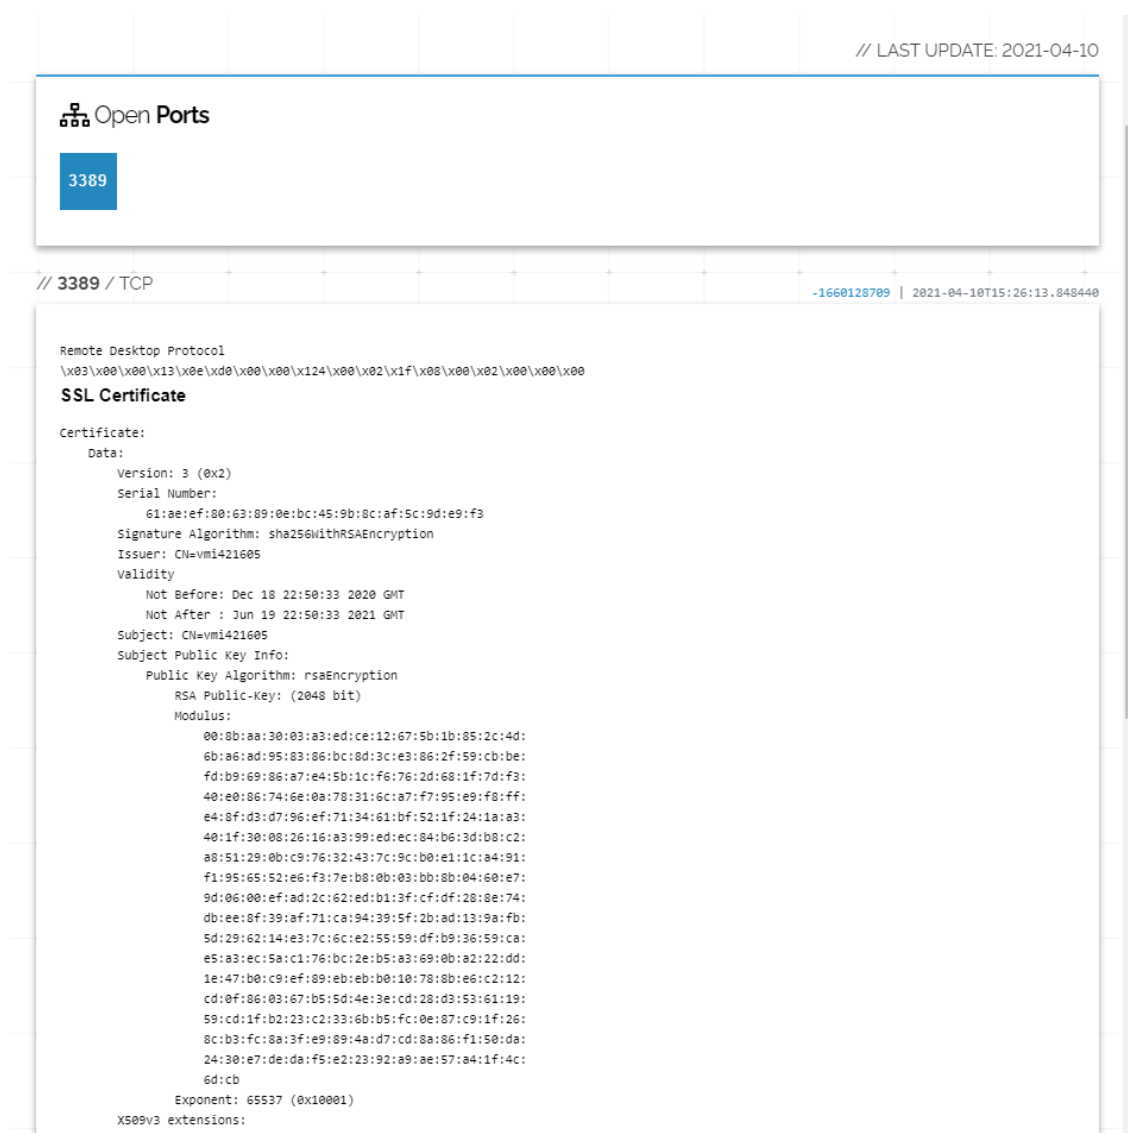 // LAST UPDATE: 2021-04-10
Open Ports
3389
// 3389 / TCP
-1660128709 | 2021-04-10T15:26:13.848440
Remote Desktop Protocol
\x03\x00\x00\x13\x0e\xd0\x00\x00\x124\x00\x02\x1f\x08\x00\x02\x00\x00\x00
SSL Certificate
Certificate:
Data:
Version: 3 (0x2)
Serial Number:
61:ae:ef:80:63:89:0e:bc:45:9b:8c:af:5c:9d:e9:f3
Signature Algorithm: sha256WithRSAEncryption
Issuer: CN=vmi421605
Validity
Not Before: Dec 18 22:50:33 2020 GMT
Not After : Jun 19 22:50:33 2021 GMT
Subject: CN=vmi421605
Subject Public Key Info:
Public Key Algorithm: rsaEncryption
RSA Public-Key: (2048 bit)
Modulus:
00:8b:aa:30:03:a3:ed:ce:12:67:5b:1b:85:2c:4d:
6b:a6:ad:95:83:86:bc:8d:3c:e3:86:2f:59:cb:be:
fd:b9:69:86:a7:e4:5b:1c:f6:76:2d:68:1f:7d:f3:
40:e0:86:74:6e:0a:78:31:6c:a7:f7:95:e9:f8:ff:
e4:8f:d3:d7:96:ef:71:34:61:bf:52:1f:24:1a:a3:
40:1f:30:08:26:16:a3:99:ed:ec:84:b6:3d:b8:c2:
a8:51:29:0b:c9:76:32:43:7c:9c:b0:e1:1c:a4:91:
f1:95:65:52:e6:f3:7e:b8:0b:03:bb:8b:04:60:e7:
9d:06:00:ef:ad:2c:62:ed:b1:3f:cf:df:28:8e:74:
db:ee:8f:39:af:71:ca:94:39:5f:2b:ad:13:9a:fb:
5d:29:62:14:e3:7c:6c:e2:55:59:df:b9:36:59:ca:
e5:a3:ec:5a:c1:76:bc:2e:b5:a3:69:0b:a2:22:dd:
1e:47:b0:c9:ef:89:eb:eb:b0:10:78:8b:e6:c2:12:
cd:0f:86:03:67:b5:5d:4e:3e:cd:28:d3:53:61:19:
59:cd:1f:b2:23:c2:33:6b:b5:fc:0e:87:c9:1f:26:
8c:b3:fc:8a:3f:e9:89:4a:d7:cd:8a:86:f1:50:da:
24:30:e7:de:da:f5:e2:23:92:a9:ae:57:a4:1f:4c:
6d:cb
Exponent: 65537 (0x10001)
X509v3 extensions: